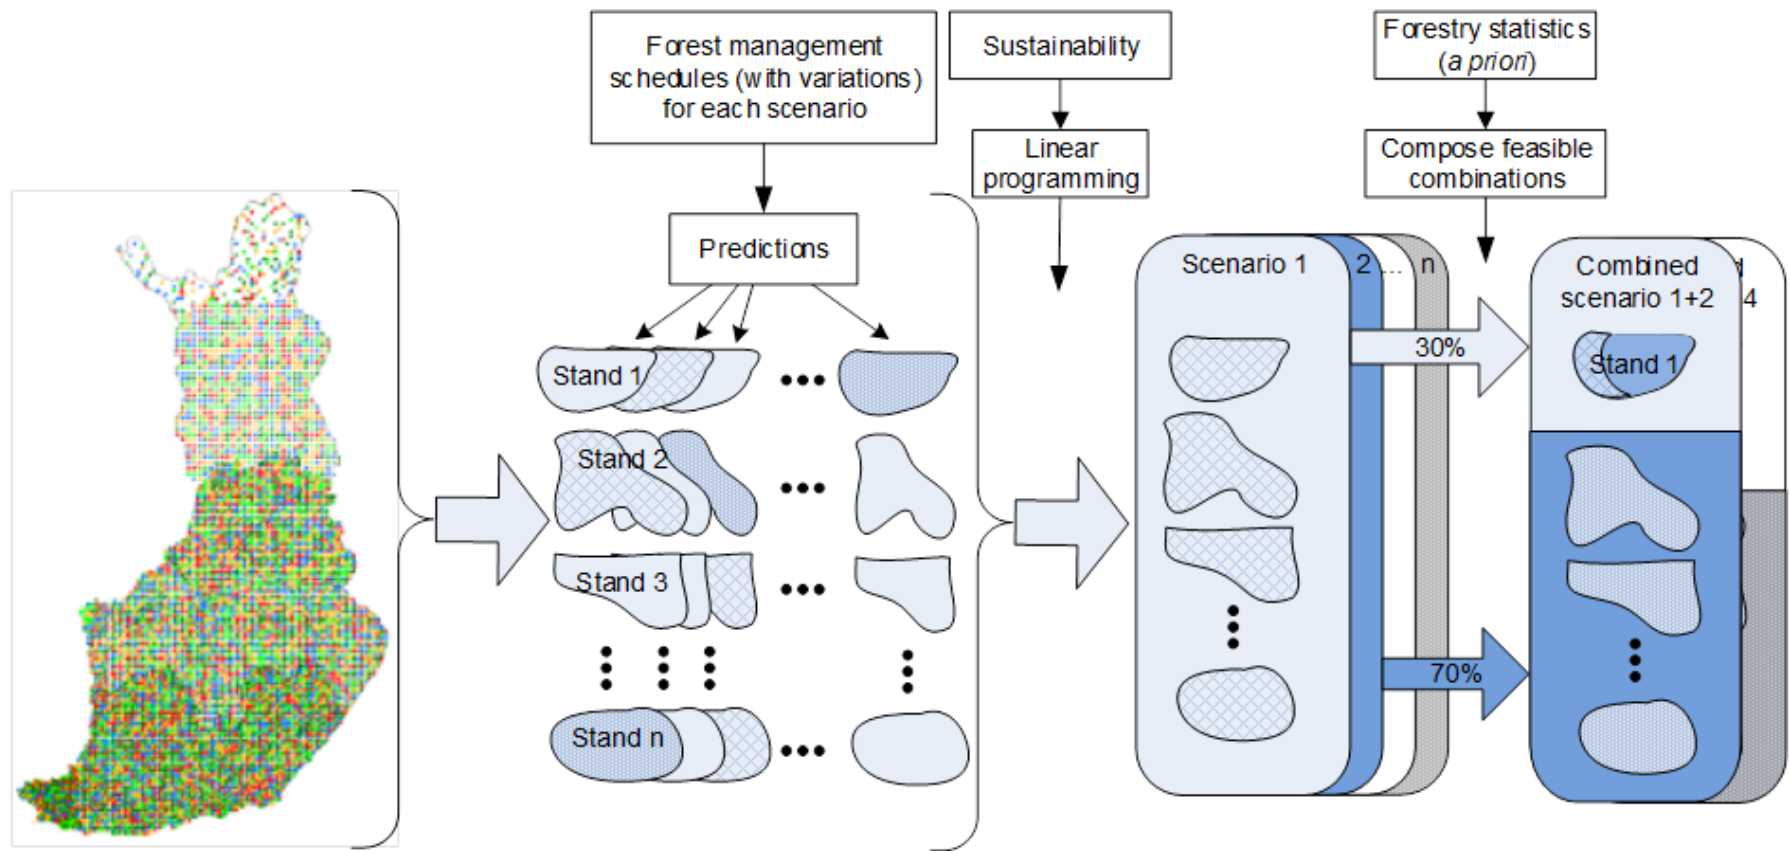 Forest management
schedules (with variations)
for each scenario
Sustainability
Forestry statistics
(a priori)
Linear
programming
Compose feasible
combinations
Predictions
Stand 1
Stand 2
Stand 3
Stand n
Scenario 1
2 ... n
30%
70%
Combined
scenario 1+2
4
Stand 1